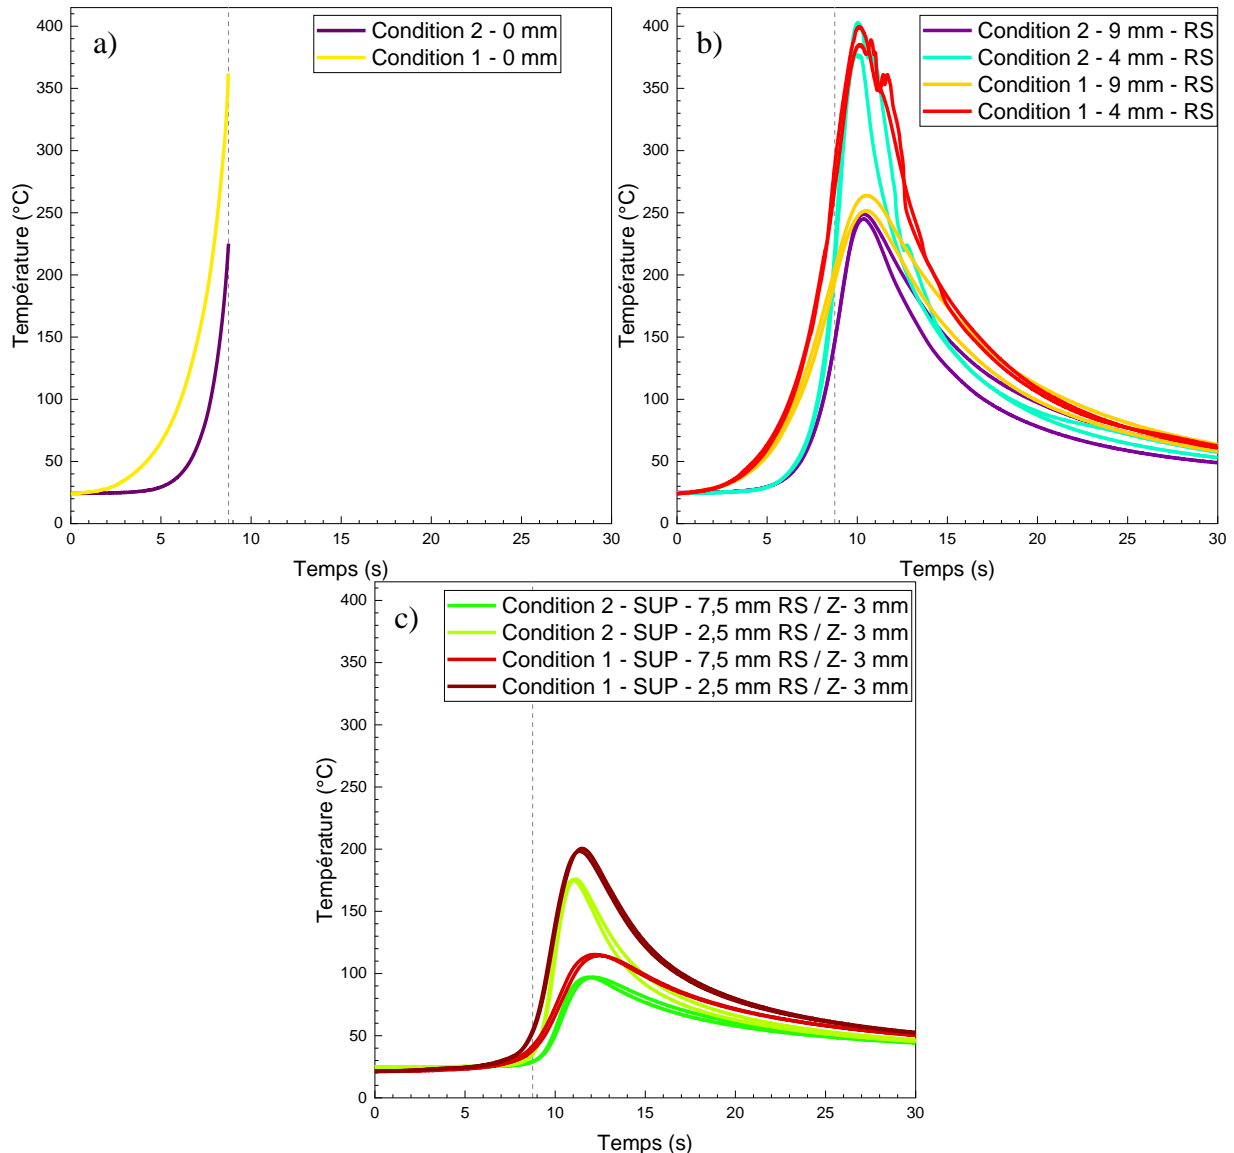 a)
Condition 2 - 0 mm
Condition 1 - 0 mm
400
350
300
250
200
150
100
50
0
Température (°C)
0 5 10 15 20 25 30
Temps (s)
b)
Condition 2 - 9 mm - RS
Condition 2 - 4 mm - RS
Condition 1 - 9 mm - RS
Condition 1 - 4 mm - RS
400
350
300
250
200
150
100
50
0
Température (°C)
0 5 10 15 20 25 30
Temps (s)
c)
Condition 2 - SUP - 7,5 mm RS / Z- 3 mm
Condition 2 - SUP - 2,5 mm RS / Z- 3 mm
Condition 1 - SUP - 7,5 mm RS / Z- 3 mm
Condition 1 - SUP - 2,5 mm RS / Z- 3 mm
400
350
300
250
200
150
100
50
0
Température (°C)
0 5 10 15 20 25 30
Temps (s)